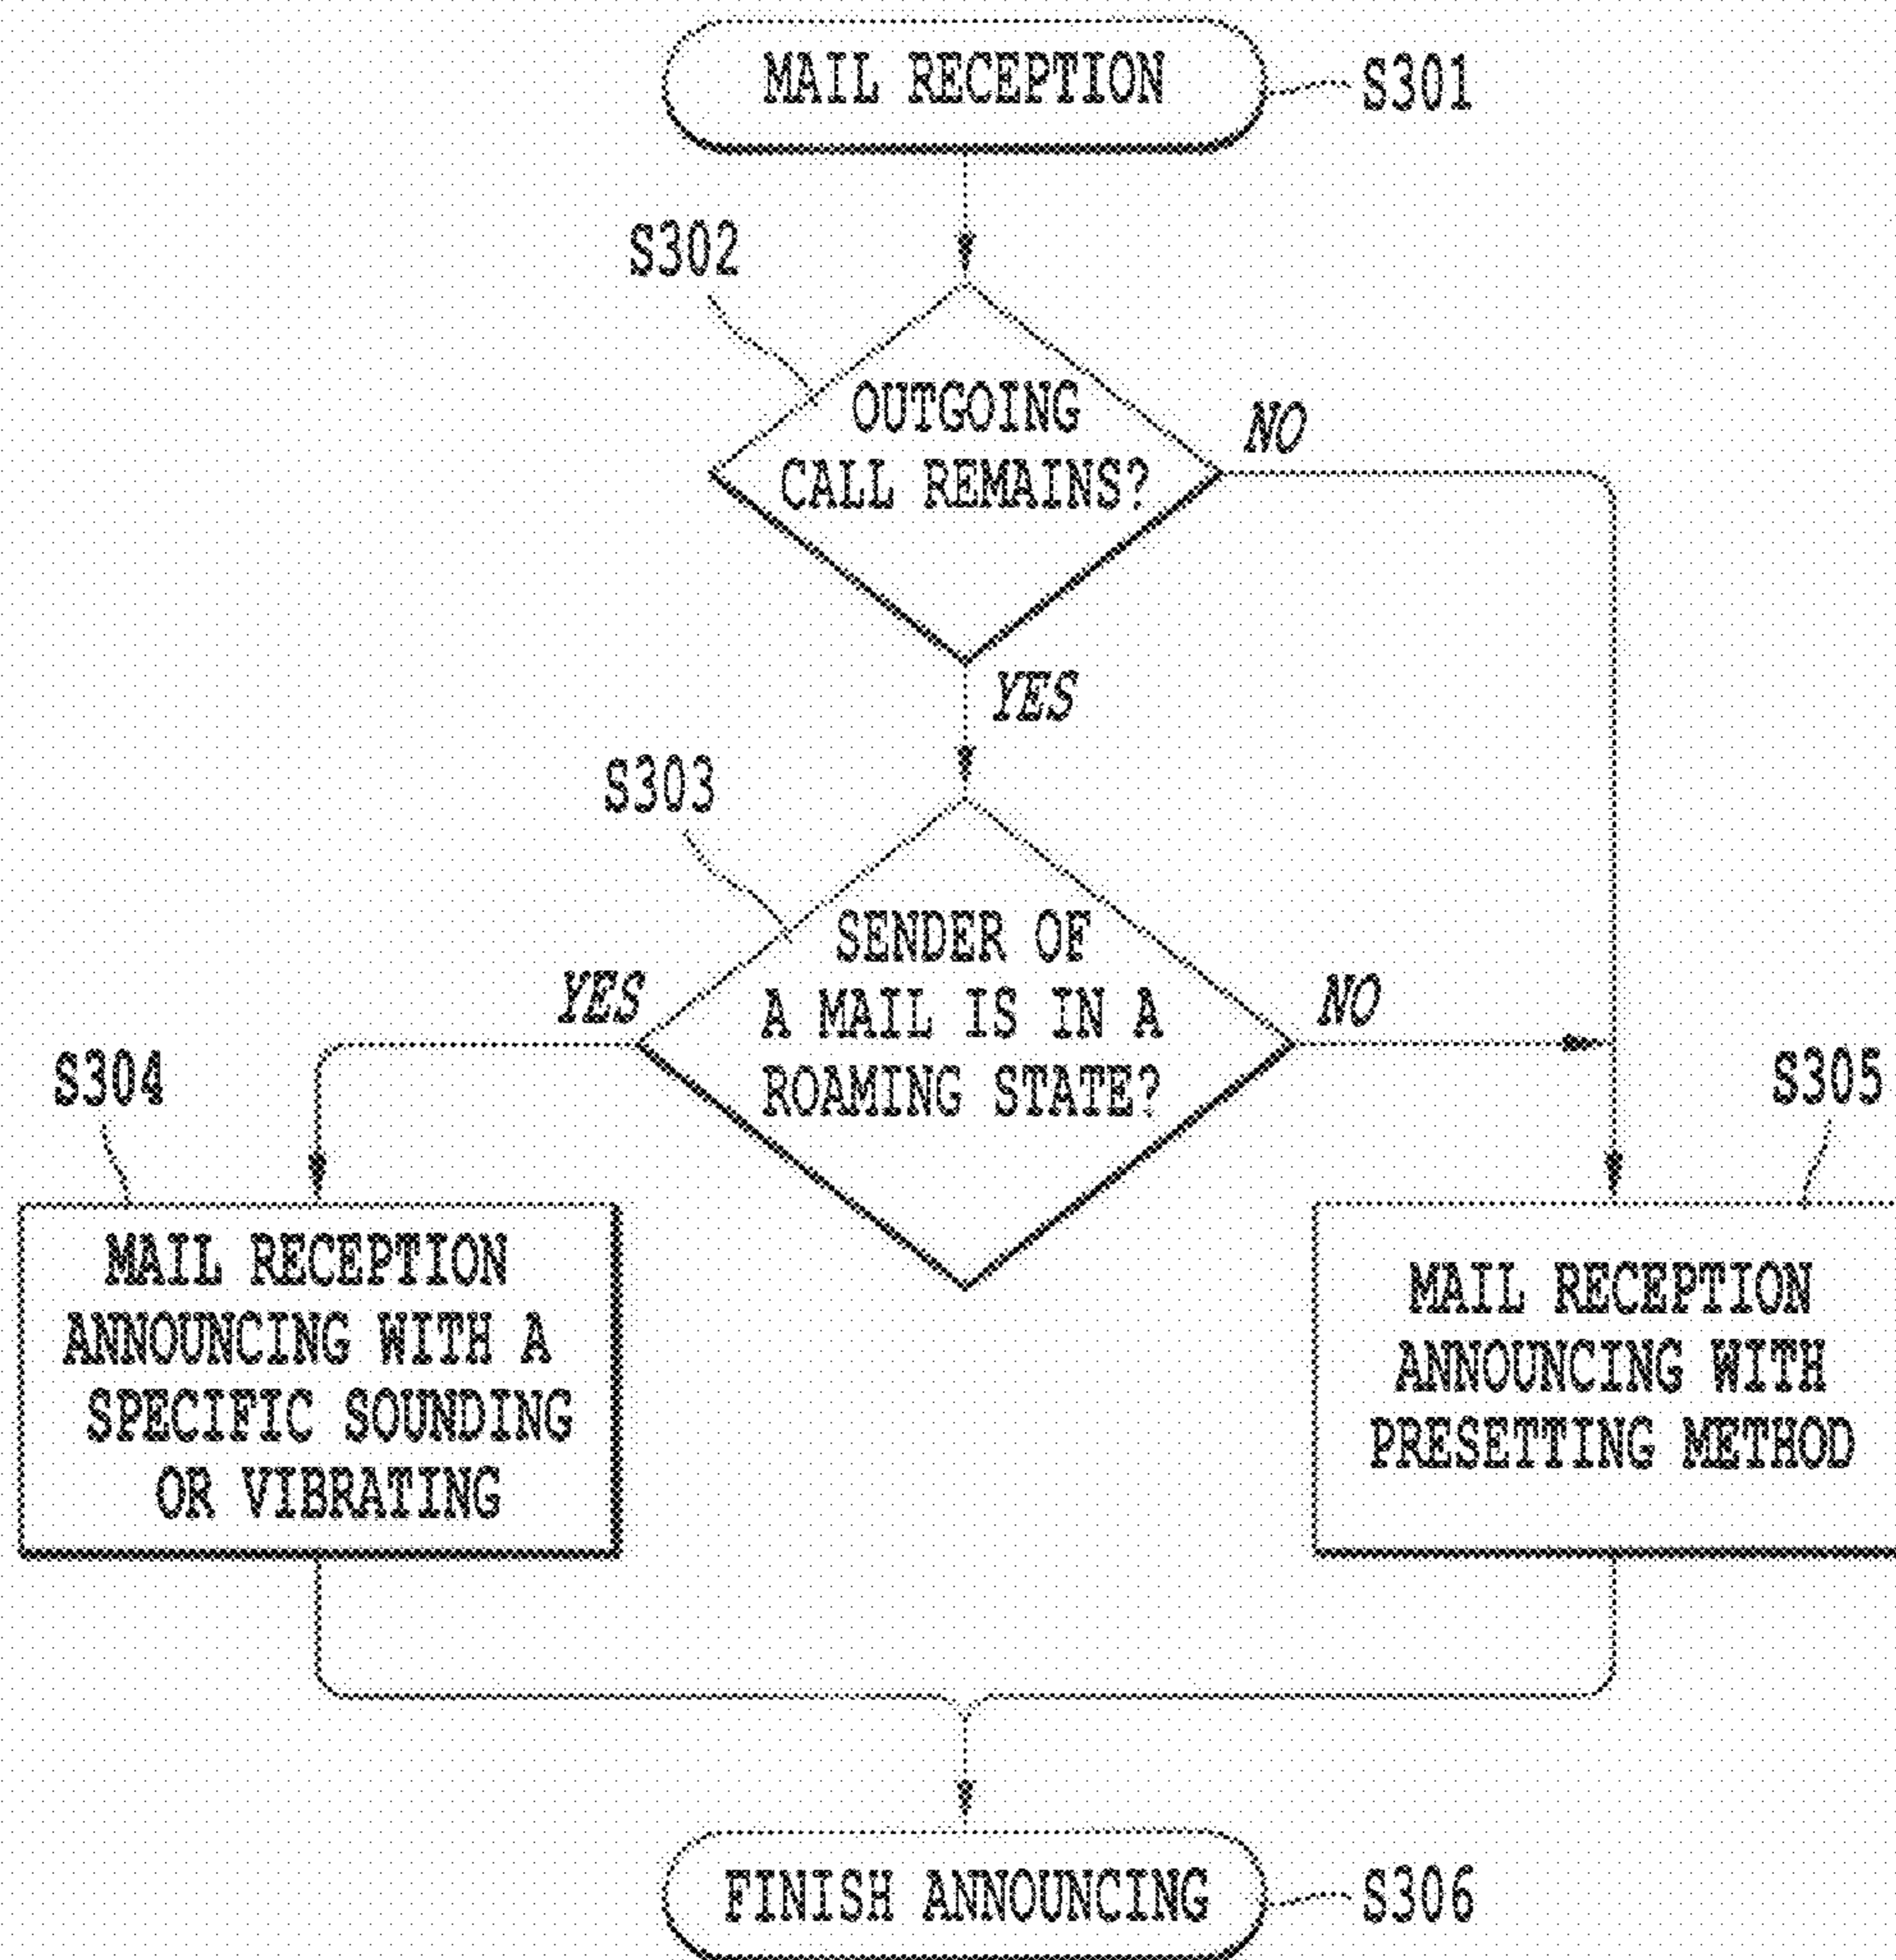 MAIL RECEPTION
S301
S302
OUTGOING
CALL REMAINS?
NO
YES
S303
SENDER OF
A MAIL IS IN A
ROAMING STATE?
YES
NO
S304
S305
MAIL RECEPTION
ANNOUNCING WITH A
SPECIFIC SOUNDING
OR VIBRATING
MAIL RECEPTION
ANNOUNCING WITH
PRESETTING METHOD
FINISH ANNOUNCING
S306